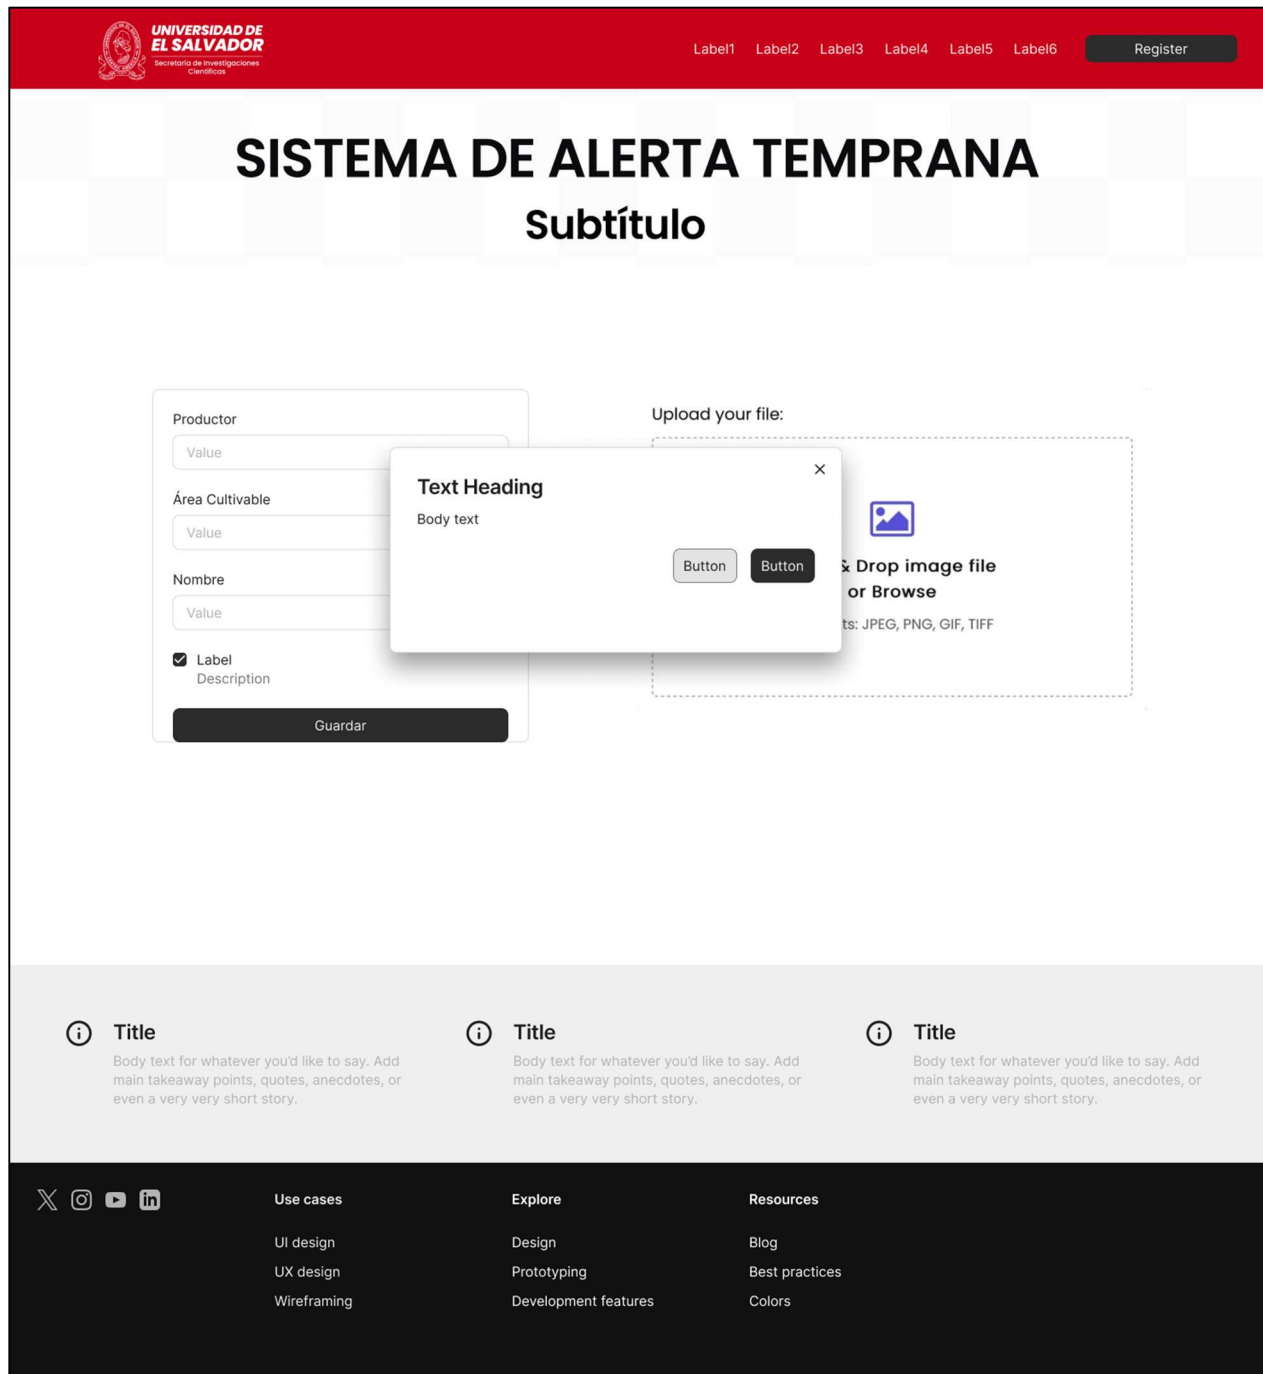 UNIVERSIDAD DE
EL SALVADOR
Secretaría de Investigaciones
Científicas
Label1 Label2 Label3 Label4 Label5 Label6 Register
SISTEMA DE ALERTA TEMPRANA
Subtítulo
Productor
Value
Área Cultivable
Value
Nombre
Value
Label
Description
Guardar
Upload your file:
& Drop image file
or Browse
ts: JPEG, PNG, GIF, TIFF
Text Heading
Body text
Button Button
Title
Body text for whatever you'd like to say. Add
main takeaway points, quotes, anecdotes, or
even a very very short story.
Title
Body text for whatever you'd like to say. Add
main takeaway points, quotes, anecdotes, or
even a very very short story.
Title
Body text for whatever you'd like to say. Add
main takeaway points, quotes, anecdotes, or
even a very very short story.
Use cases
UI design
UX design
Wireframing
Explore
Design
Prototyping
Development features
Resources
Blog
Best practices
Colors